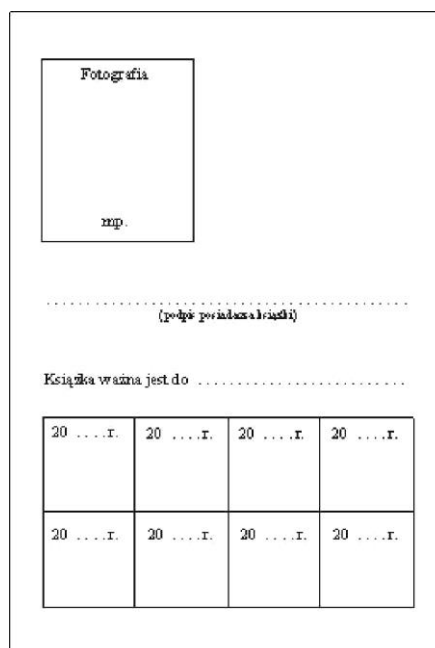 Fotografia
mp.
. . . . . . . . . . . . . . . . . . . . . . . . . . . . . . . . . . . . . .
(podpis posiadacza książki)
Książka ważna jest do . . . . . . . . . . . . . . . . . . . . . . . . .
20 . . . .r. 20 . . . .r. 20 . . . .r. 20 . . . .r.
20 . . . .r. 20 . . . .r. 20 . . . .r. 20 . . . .r.